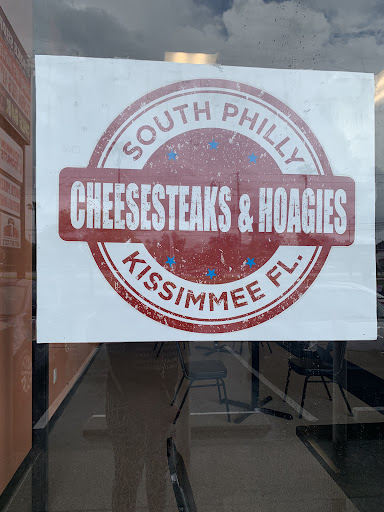 SOUTH PHILLY
CHEESESTEAKS & HOAGIES
KISSIMMEE FL.